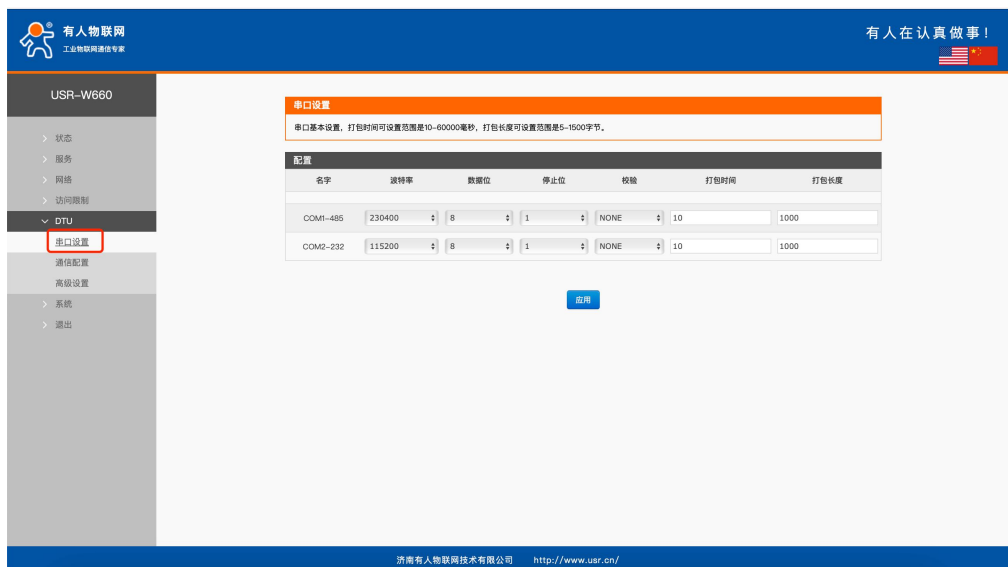 有人物联网
工业物联网通信专家
有人在认真做事！
USR-W660
状态
服务
网络
访问限制
DTU
串口设置
通信配置
高级设置
系统
退出
串口设置
串口基本设置，打包时间可设置范围是10-60000毫秒，打包长度可设置范围是5-1500字节。
配置
名字 波特率 数据位 停止位 校验 打包时间 打包长度
COM1-485 230400 8 1 NONE 10 1000
COM2-232 115200 8 1 NONE 10 1000
应用
济南有人物联网技术有限公司 http://www.usr.cn/